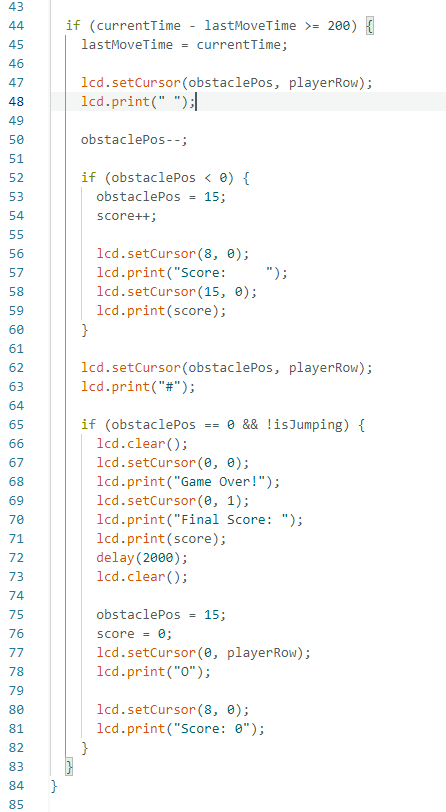 43
44 if (currentTime - lastMoveTime >= 200) {
45 lastMoveTime = currentTime;
46
47 lcd.setCursor(obstaclePos, playerRow);
48 lcd.print(" ");
49
50 obstaclePos--;
51
52 if (obstaclePos < 0) {
53 obstaclePos = 15;
54 score++;
55
56 lcd.setCursor(8, 0);
57 lcd.print("Score:     ");
58 lcd.setCursor(15, 0);
59 lcd.print(score);
60 }
61
62 lcd.setCursor(obstaclePos, playerRow);
63 lcd.print("#");
64
65 if (obstaclePos == 0 && !isJumping) {
66 lcd.clear();
67 lcd.setCursor(0, 0);
68 lcd.print("Game Over!");
69 lcd.setCursor(0, 1);
70 lcd.print("Final Score: ");
71 lcd.print(score);
72 delay(2000);
73 lcd.clear();
74
75 obstaclePos = 15;
76 score = 0;
77 lcd.setCursor(0, playerRow);
78 lcd.print("O");
79
80 lcd.setCursor(8, 0);
81 lcd.print("Score: 0");
82 }
83 }
84 }
85